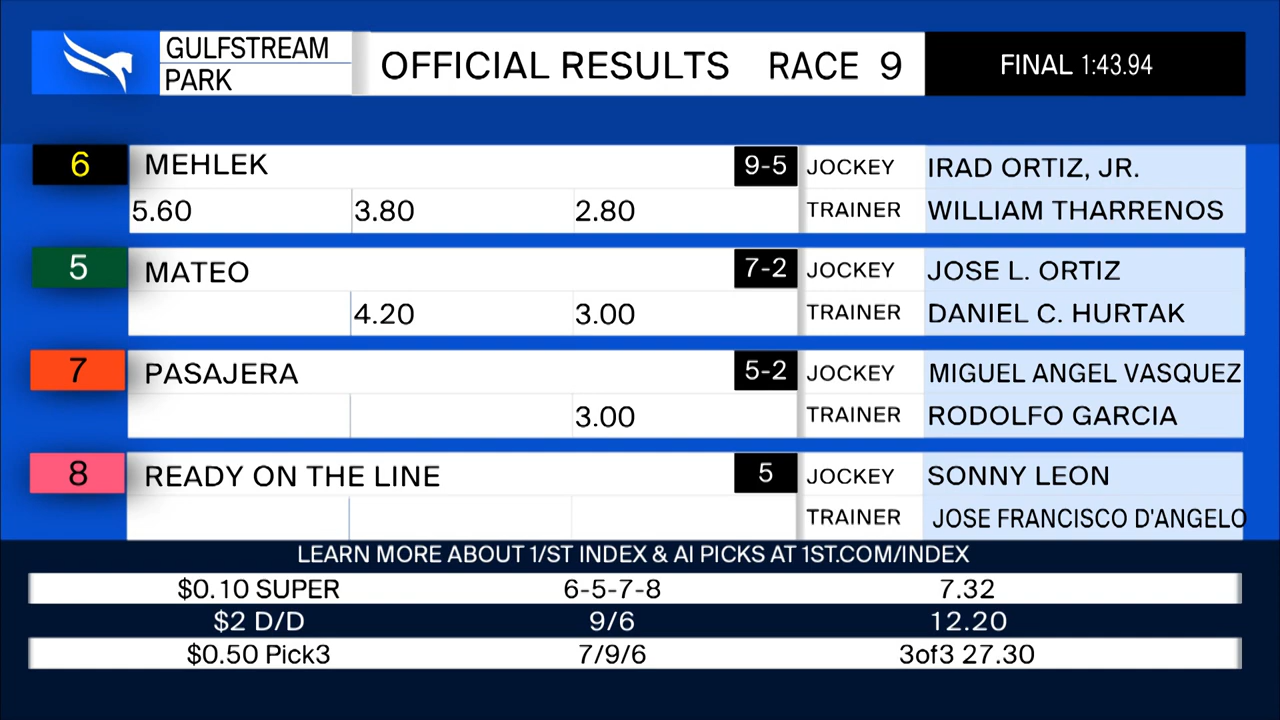 GULFSTREAM PARK
OFFICIAL RESULTS RACE 9
FINAL 1:43.94
6 MEHLEK 9-5 JOCKEY IRAD ORTIZ, JR.
5.60 3.80 2.80 TRAINER WILLIAM THARRENOS
5 MATEO 7-2 JOCKEY JOSE L. ORTIZ
4.20 3.00 TRAINER DANIEL C. HURTAK
7 PASAJERA 5-2 JOCKEY MIGUEL ANGEL VASQUEZ
3.00 TRAINER RODOLFO GARCIA
8 READY ON THE LINE 5 JOCKEY SONNY LEON
TRAINER JOSE FRANCISCO D'ANGELO
LEARN MORE ABOUT 1/ST INDEX & AI PICKS AT 1ST.COM/INDEX
$0.10 SUPER 6-5-7-8 7.32
$2 D/D 9/6 12.20
$0.50 Pick3 7/9/6 3of3 27.30